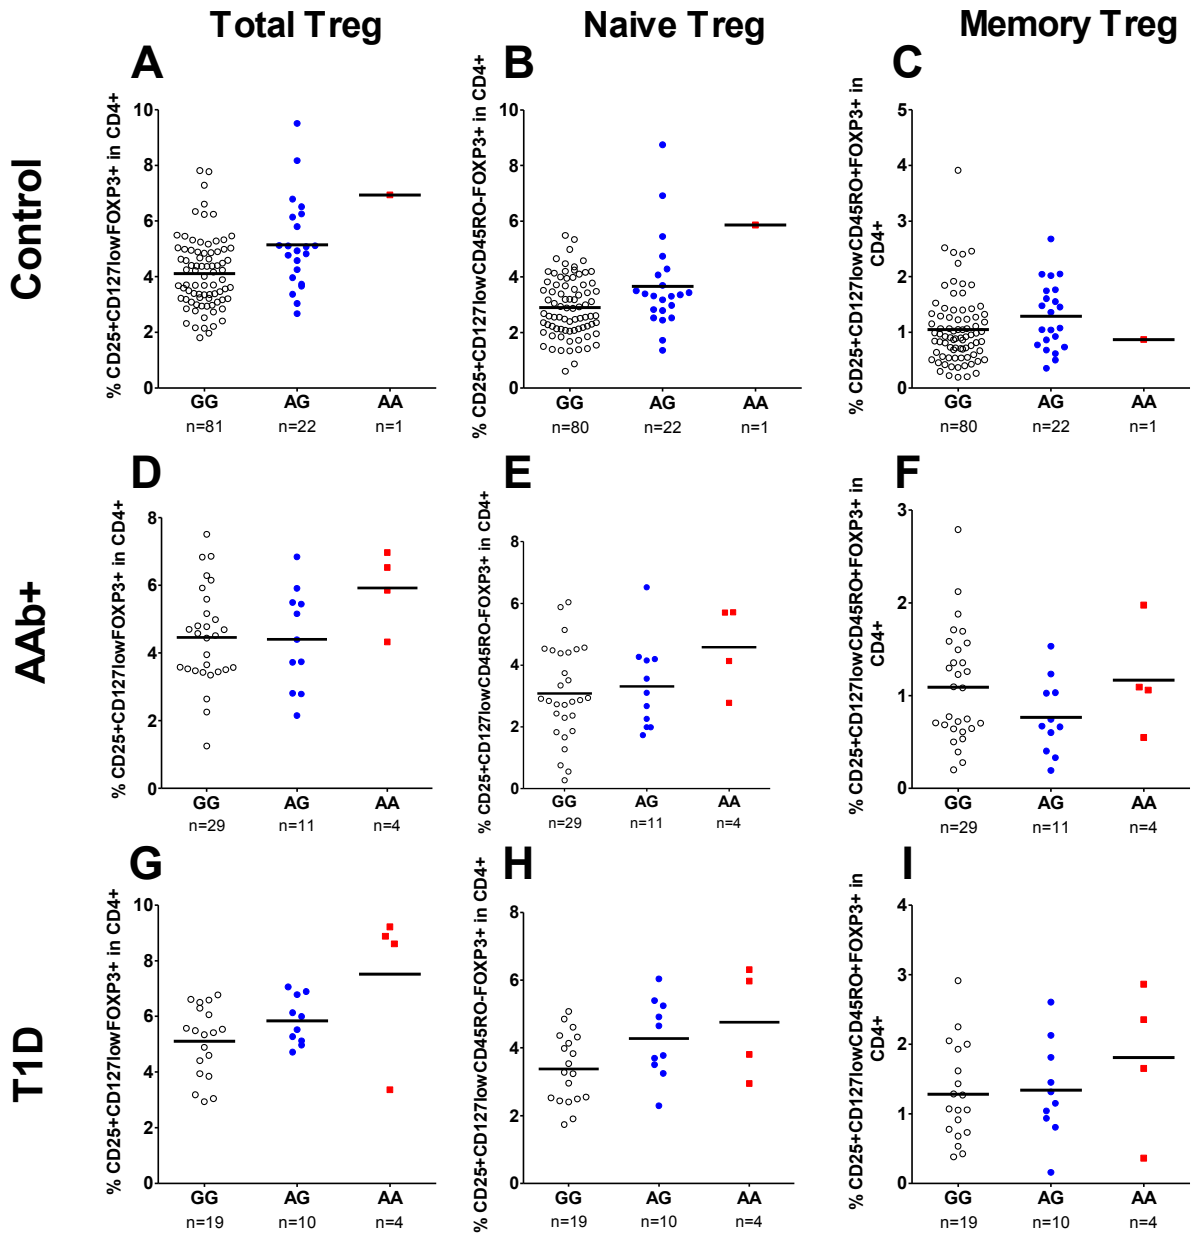 Total Treg
Naive Treg
Memory Treg
Control
A
% CD25+CD127lowFOXP3+ in CD4+
10
8
6
4
2
0
GG
AG
AA
n=81
n=22
n=1
B
% CD25+CD127lowCD45RO-FOXP3+ in CD4+
10
8
6
4
2
0
GG
AG
AA
n=80
n=22
n=1
C
% CD25+CD127lowCD45RO+FOXP3+ in
CD4+
5
4
3
2
1
0
GG
AG
AA
n=80
n=22
n=1
AAb+
D
% CD25+CD127lowFOXP3+ in CD4+
8
6
4
2
0
GG
AG
AA
n=29
n=11
n=4
E
% CD25+CD127lowCD45RO-FOXP3+ in CD4+
8
6
4
2
0
GG
AG
AA
n=29
n=11
n=4
F
% CD25+CD127lowCD45RO+FOXP3+ in
CD4+
3
2
1
0
GG
AG
AA
n=29
n=11
n=4
T1D
G
% CD25+CD127lowFOXP3+ in CD4+
10
8
6
4
2
0
GG
AG
AA
n=19
n=10
n=4
H
% CD25+CD127lowCD45RO-FOXP3+ in CD4+
8
6
4
2
0
GG
AG
AA
n=19
n=10
n=4
I
% CD25+CD127lowCD45RO+FOXP3+ in
CD4+
4
3
2
1
0
GG
AG
AA
n=19
n=10
n=4